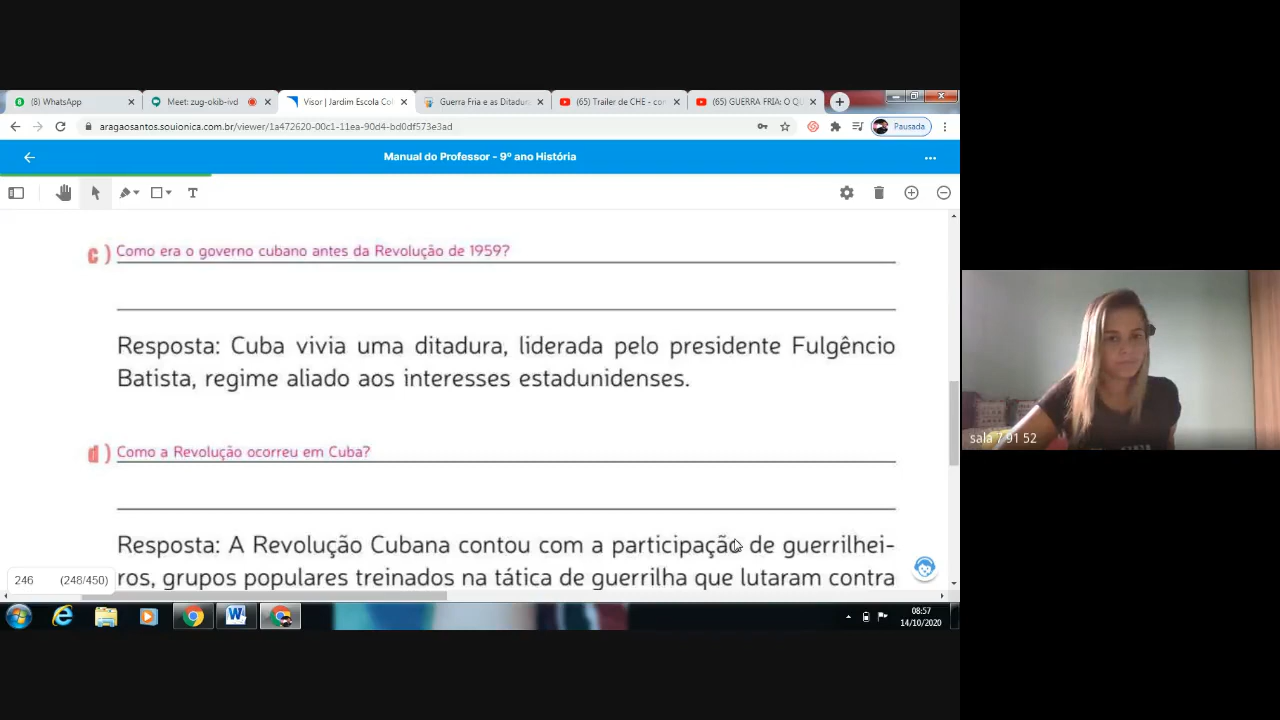 (8) WhatsApp
Meet: zug-okib-ivd
Visor | Jardim Escola Col
Guerra Fria e as Ditadur
(65) Trailer de CHE - con
(65) GUERRA FRIA: O QU
aragaosantos.souionica.com.br/viewer/1a472620-00c1-11ea-90d4-bd0df573e3ad
Pausada
Manual do Professor - 9º ano História
T
c ) Como era o governo cubano antes da Revolução de 1959?
Resposta: Cuba vivia uma ditadura, liderada pelo presidente Fulgêncio
Batista, regime aliado aos interesses estadunidenses.
sala 7 91 52
d ) Como a Revolução ocorreu em Cuba?
Resposta: A Revolução Cubana contou com a participação de guerrilhei-
ros, grupos populares treinados na tática de guerrilha que lutaram contra
246 (248/450)
08:57
14/10/2020